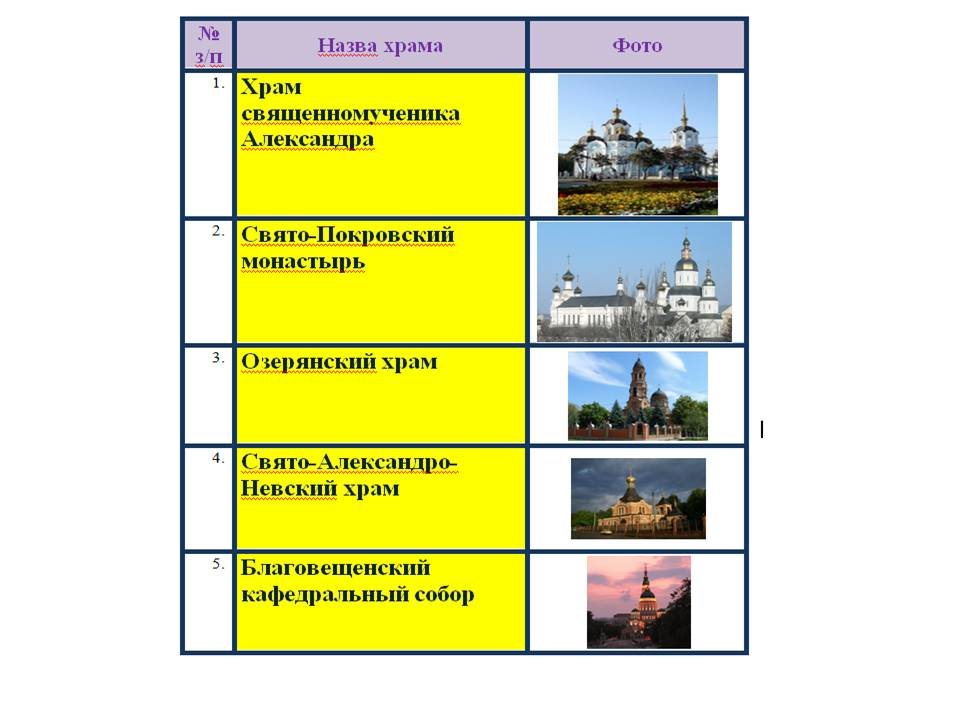 №
з/п
Назва храма
Фото
1.
Храм
священномученика
Александра
2.
Свято-Покровский
монастырь
3.
Озерянский храм
4.
Свято-Александро-
Невский храм
5.
Благовещенский
кафедральный собор